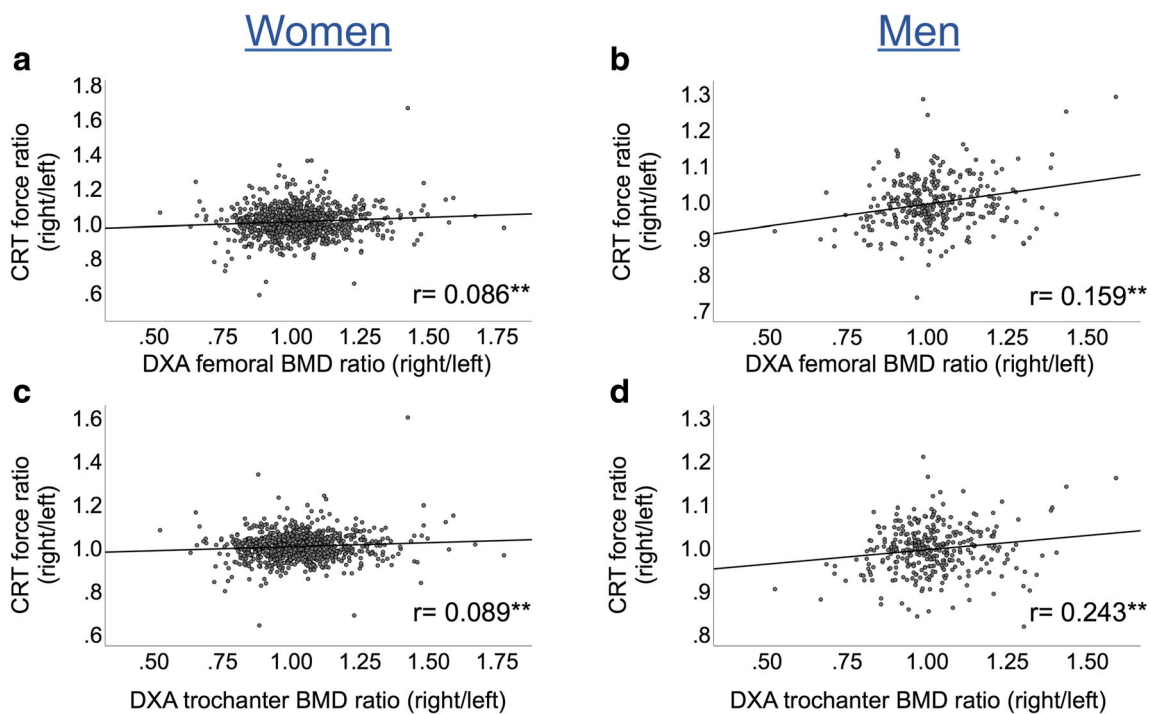 Women
Men
a
CRT force ratio
(right/left)
1.8
1.6
1.4
1.2
1.0
.8
.6
r= 0.086**
.50 .75 1.00 1.25 1.50 1.75
DXA femoral BMD ratio (right/left)
b
CRT force ratio
(right/left)
1.3
1.2
1.1
1.0
.9
.8
.7
r= 0.159**
.50 .75 1.00 1.25 1.50
DXA femoral BMD ratio (right/left)
c
CRT force ratio
(right/left)
1.6
1.4
1.2
1.0
.8
.6
r= 0.089**
.50 .75 1.00 1.25 1.50 1.75
DXA trochanter BMD ratio (right/left)
d
CRT force ratio
(right/left)
1.3
1.2
1.1
1.0
.9
.8
r= 0.243**
.50 .75 1.00 1.25 1.50
DXA trochanter BMD ratio (right/left)